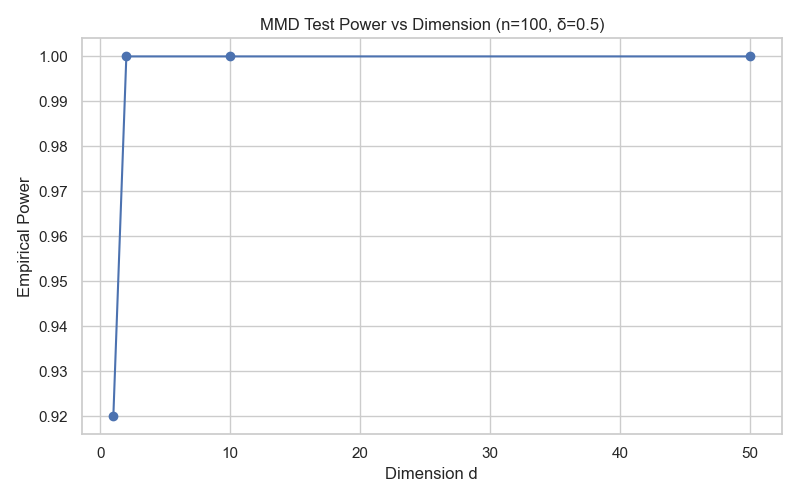 MMD Test Power vs Dimension (n=100, δ=0.5)
Empirical Power
1.00
0.99
0.98
0.97
0.96
0.95
0.94
0.93
0.92
0 10 20 30 40 50
Dimension d